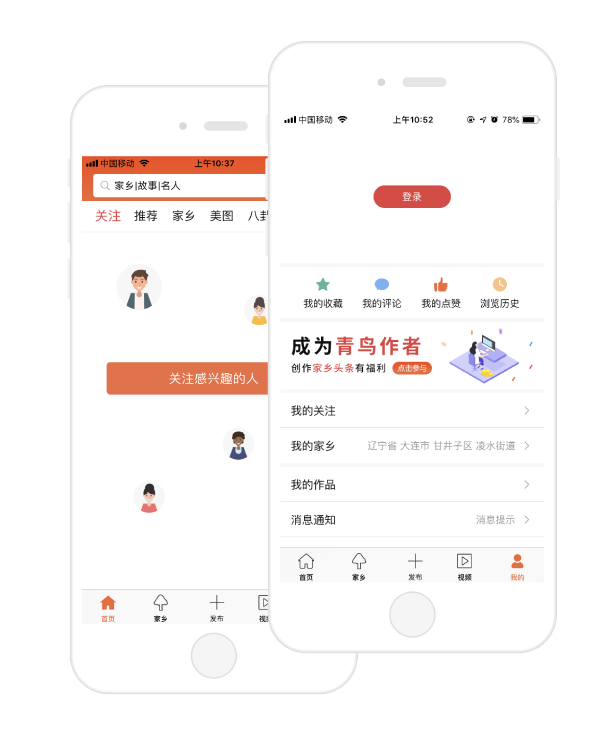 中国移动 上午10:37
家乡|故事|名人
关注 推荐 家乡 美图
关注感兴趣的人
首页 家乡 发布
中国移动 上午10:52 78%
登录
我的收藏 我的评论 我的点赞 浏览历史
成为青鸟作者
创作家乡头条有福利 点击参与
我的关注
我的家乡 辽宁省 大连市 甘井子区 凌水街道
我的作品
消息通知 消息提示
首页 家乡 发布 视频 我的